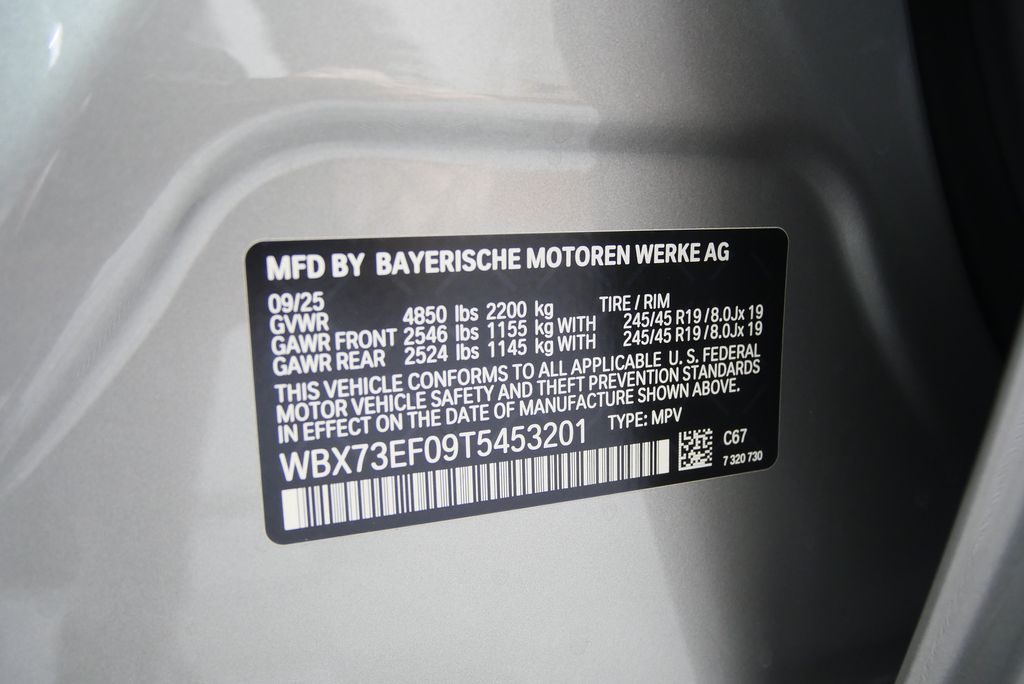 MFD BY BAYERISCHE MOTOREN WERKE AG
09/25
GVWR 4850 lbs 2200 kg TIRE / RIM
GAWR FRONT 2546 lbs 1155 kg WITH 245/45 R19 / 8.0Jx 19
GAWR REAR 2524 lbs 1145 kg WITH 245/45 R19 / 8.0Jx 19
THIS VEHICLE CONFORMS TO ALL APPLICABLE U. S. FEDERAL
MOTOR VEHICLE SAFETY AND THEFT PREVENTION STANDARDS
IN EFFECT ON THE DATE OF MANUFACTURE SHOWN ABOVE.
WBX73EF09T5453201 TYPE: MPV
C67
7 320 730